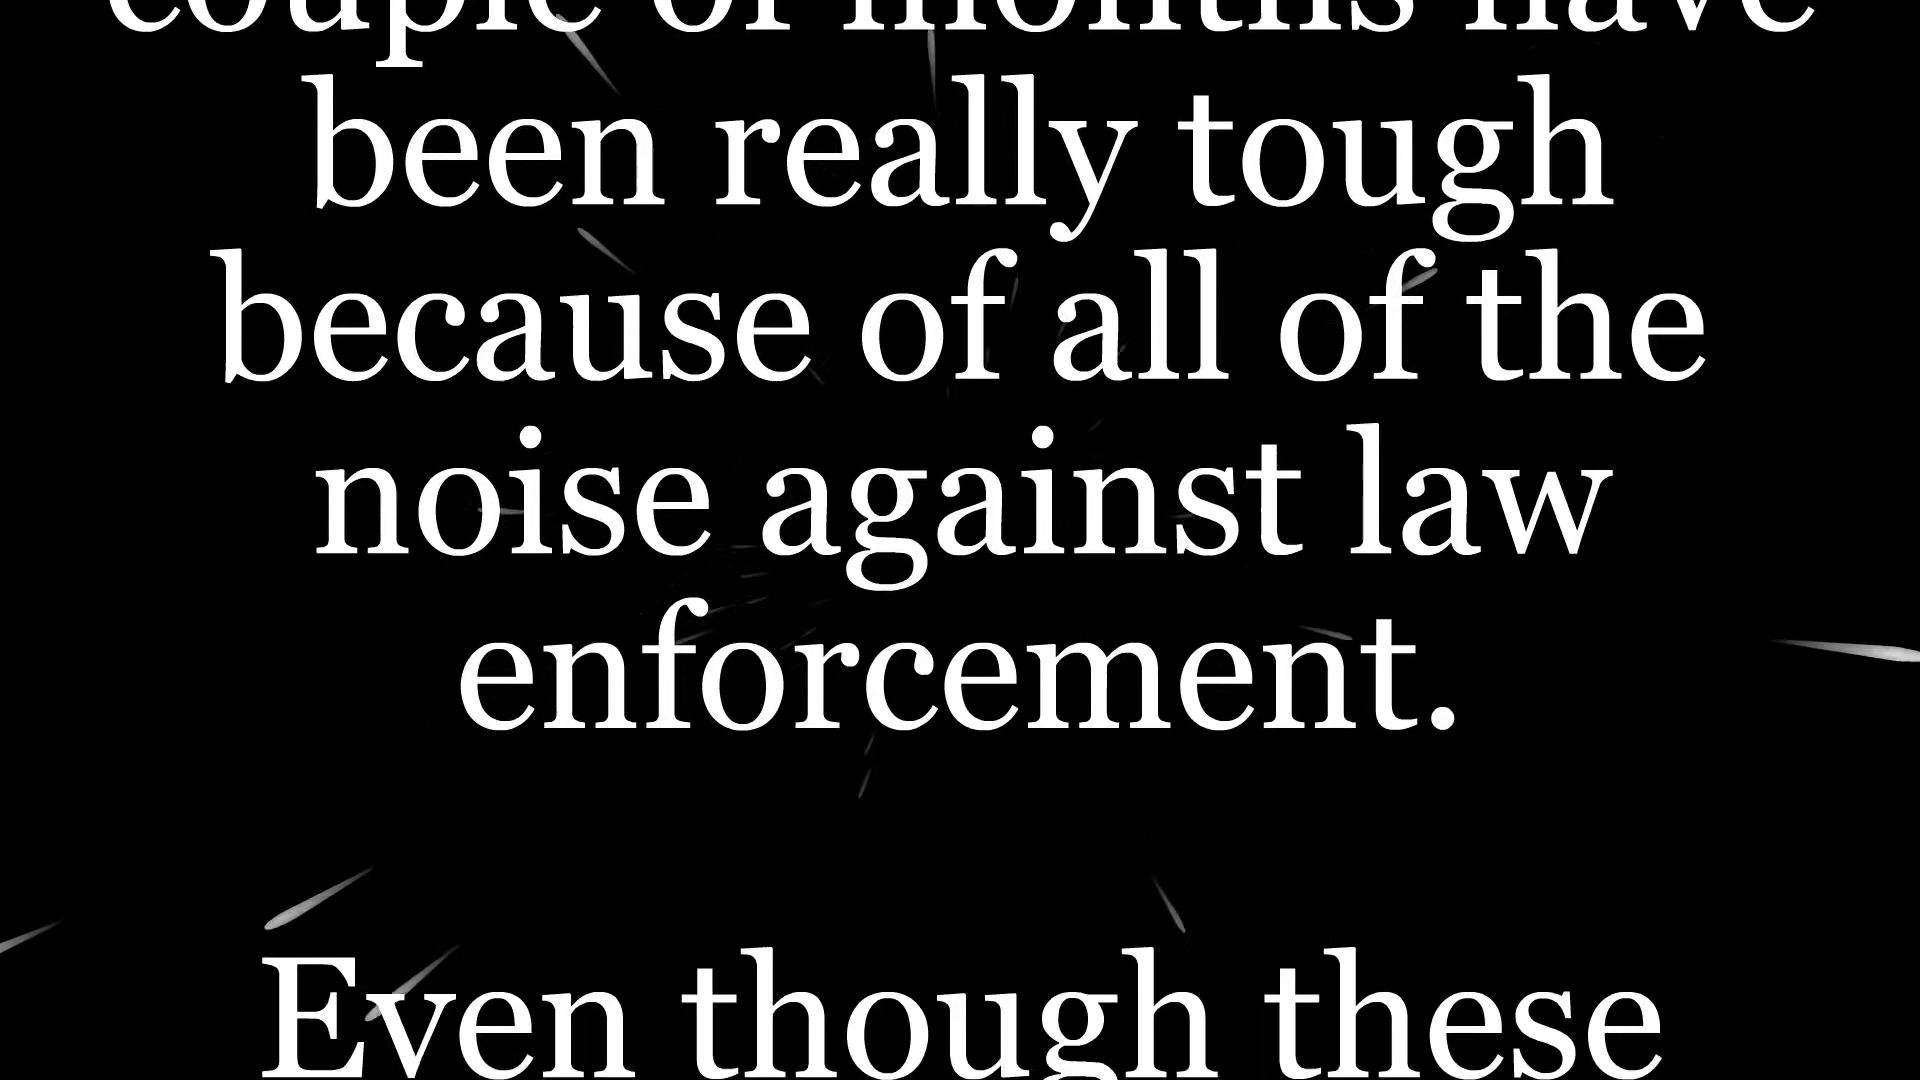 couple of months have
been really tough
because of all of the
noise against law
enforcement.
Even though these